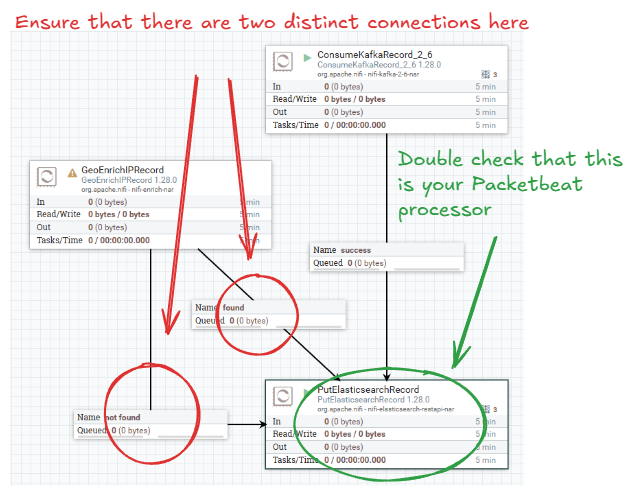 Ensure that there are two distinct connections here
ConsumeKafkaRecord_2_6
ConsumeKafkaRecord_2_6 1.28.0
org.apache.nifi - nifi-kafka-2-6-nar
3
In 0 (0 bytes) 5 min
Read/Write 0 bytes / 0 bytes 5 min
Out 0 (0 bytes) 5 min
Tasks/Time 0 / 00:00:00.000 5 min
Double check that this
is your Packetbeat
processor
GeoEnrichIPRecord
GeoEnrichIPRecord 1.28.0
org.apache.nifi - nifi-enrich-nar
In 0 (0 bytes) 5 min
Read/Write 0 bytes / 0 bytes 5 min
Out 0 (0 bytes) 5 min
Tasks/Time 0 / 00:00:00.000 5 min
Name success
Queued 0 (0 bytes)
Name found
Queued 0 (0 bytes)
Name not found
Queued 0 (0 bytes)
PutElasticsearchRecord
PutElasticsearchRecord 1.28.0
org.apache.nifi - nifi-elasticsearch-restapi-nar
3
In 0 (0 bytes) 5 min
Read/Write 0 bytes / 0 bytes 5 min
Out 0 (0 bytes) 5 min
Tasks/Time 0 / 00:00:00.000 5 min